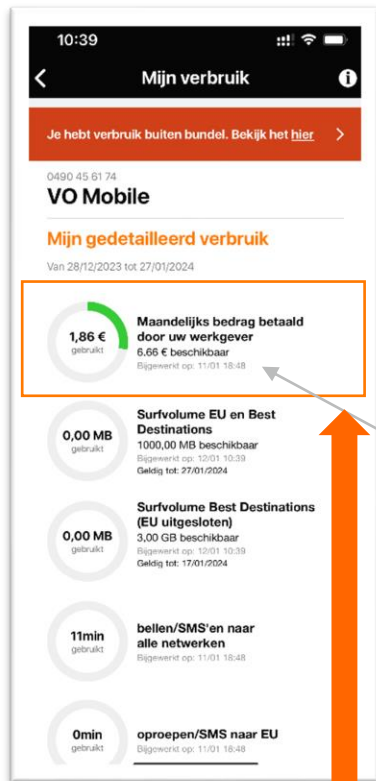 10:39
Mijn verbruik
Je hebt verbruik buiten bundel. Bekijk het hier
0490 45 61 74
VO Mobile
Mijn gedetailleerd verbruik
Van 28/12/2023 tot 27/01/2024
1,86 €
gebruikt
Maandelijks bedrag betaald
door uw werkgever
6.66 € beschikbaar
Bijgewerkt op: 11/01 18:48
0,00 MB
gebruikt
Surfvolume EU en Best
Destinations
1000,00 MB beschikbaar
Bijgewerkt op: 12/01 10:39
Geldig tot: 27/01/2024
0,00 MB
gebruikt
Surfvolume Best Destinations
(EU uitgesloten)
3,00 GB beschikbaar
Bijgewerkt op: 12/01 10:39
Geldig tot: 17/01/2024
11min
gebruikt
bellen/SMS'en naar
alle netwerken
Bijgewerkt op: 11/01 18:48
0min
gebruikt
oproepen/SMS naar EU
Bijgewerkt op: 11/01 18:48